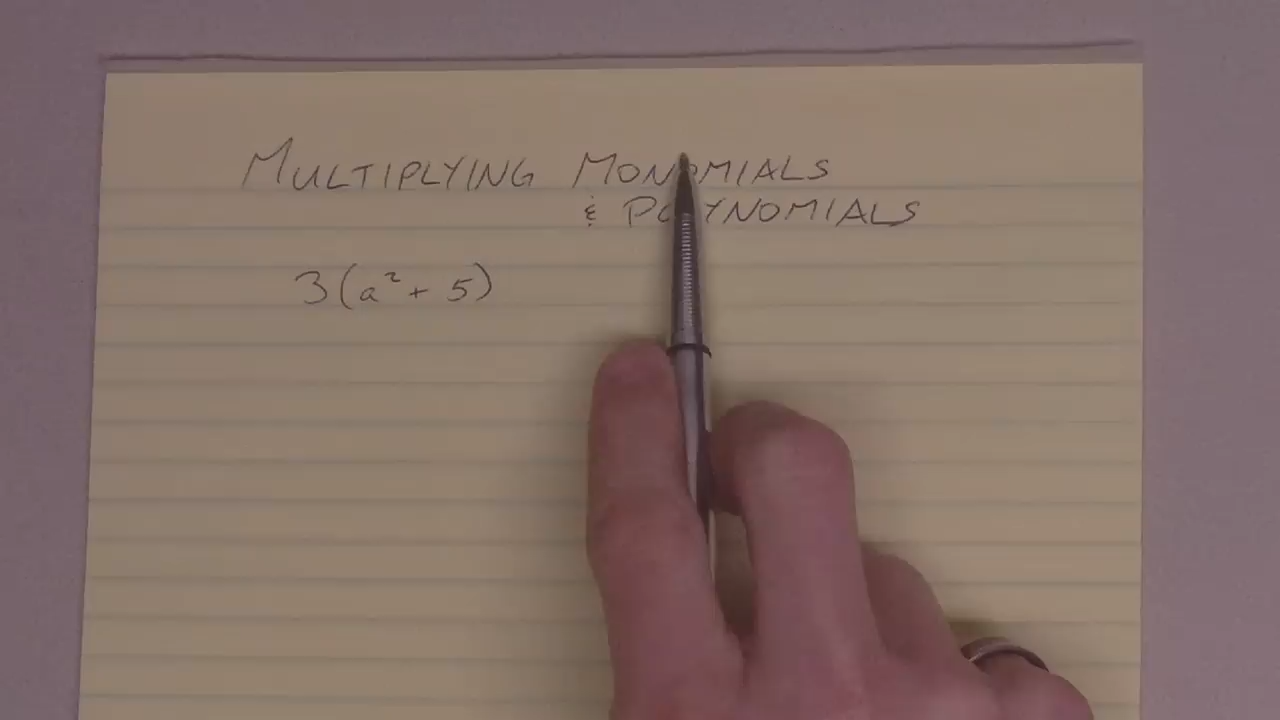 MULTIPLYING MONOMIALS
& POLYNOMIALS
3(a² + 5)